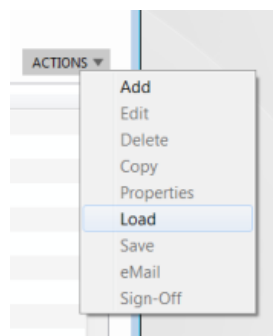 ACTIONS
Add
Edit
Delete
Copy
Properties
Load
Save
eMail
Sign-Off